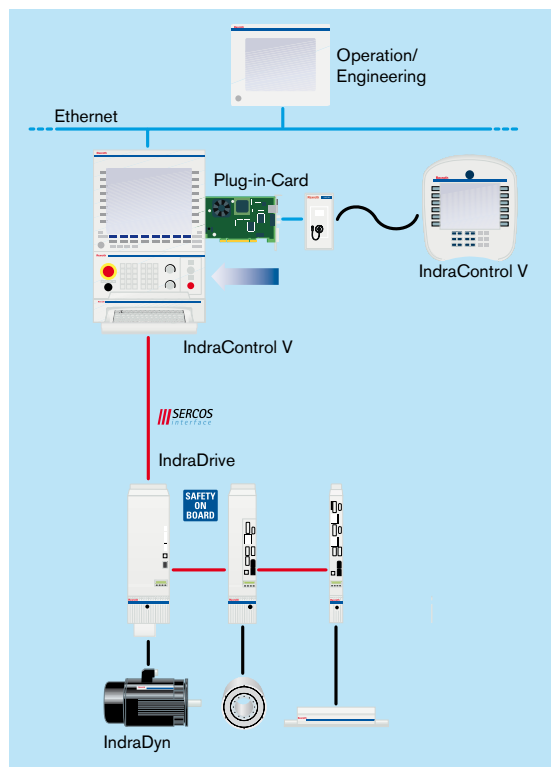 Operation/
Engineering
Ethernet
Plug-in-Card
IndraControl V
IndraControl V
SERCOS
interface
IndraDrive
SAFETY
ON
BOARD
IndraDyn